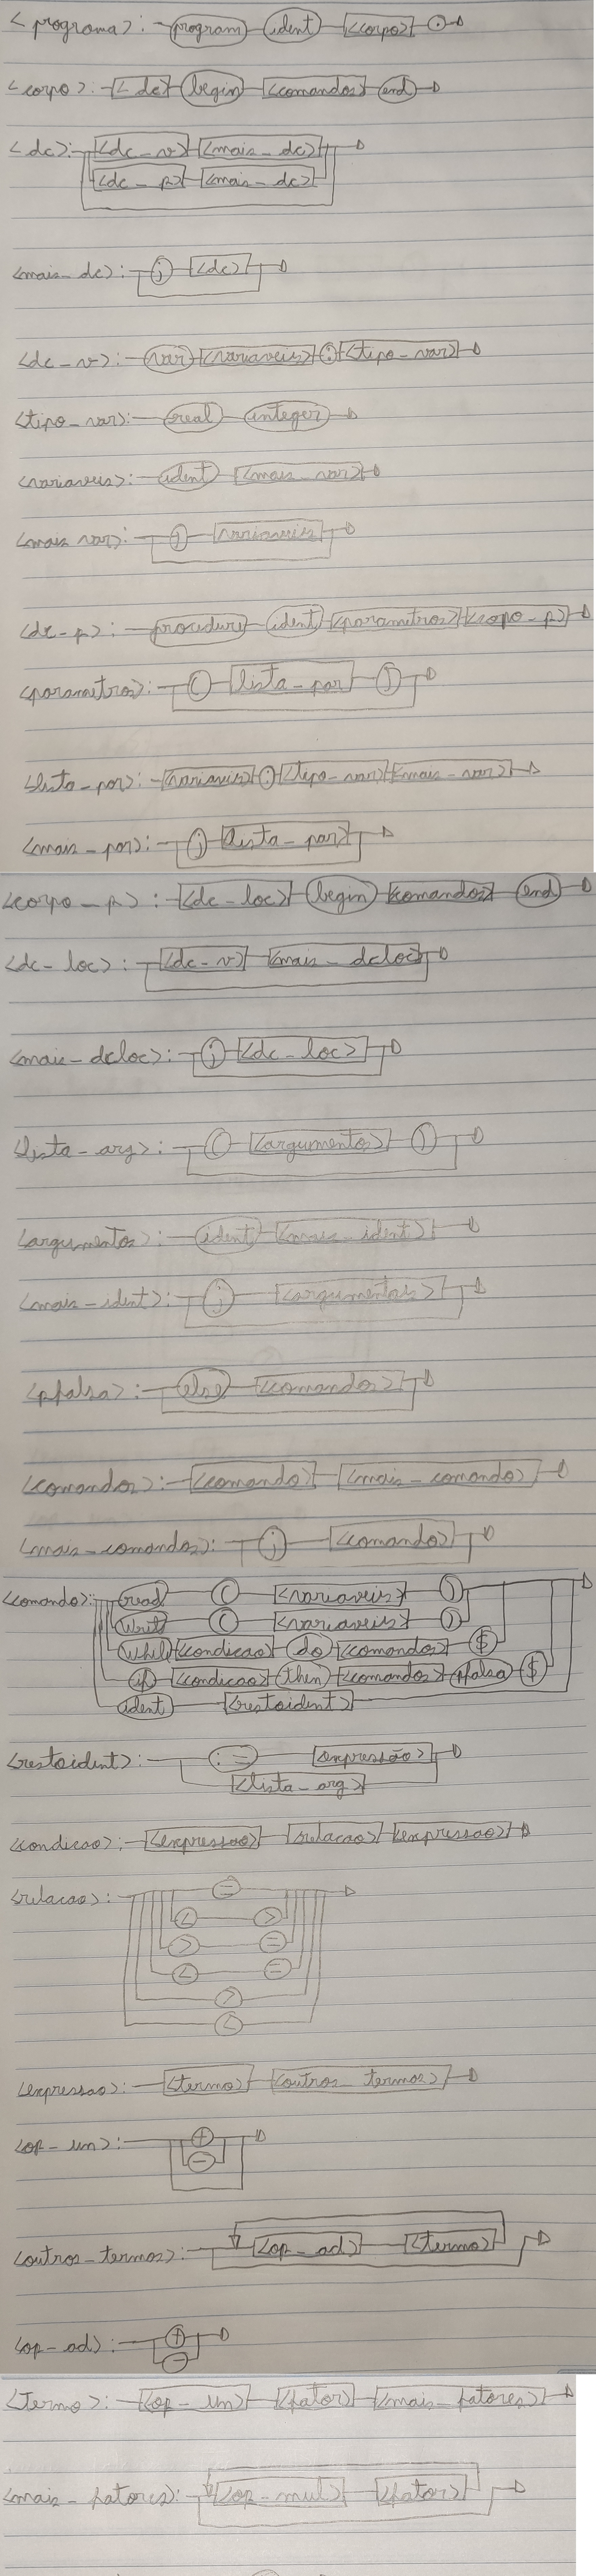 <programa>: program ident <corpo> .
<corpo>: <dc> begin <comandos> end
<dc>: <dc_v> <mais_dc>
<dc_p> <mais_dc>
<mais_dc>: ; <dc>
<dc_v>: var <variaveis> : <tipo_var>
<tipo_var>: real integer
<variaveis>: ident <mais_var>
<mais var>: ; <variaveis>
<dc_p>: procedure ident <parametros> <copo_p>
<parametros>: ( lista_par )
<lista_par>: <variaveis> : <tipo_var> <mais_var>
<mais_par>: ; <lista_par>
<corpo_p>: <dc_loc> begin <comandos> end
<dc_loc>: <dc_v> <mais_dcloc>
<mais_dcloc>: ; <dc_loc>
<lista_arg>: ( <argumentos> )
<argumentos>: ident <mais_ident>
<mais_ident>: ; <argumentos>
<pfalsa>: else <comandos>
<comandos>: <comando> <mais_comando>
<mais_comandos>: ; <comando>
<comando>: read ( <variaveis> )
write ( <variaveis> )
while <condicao> do <comandos> $
if <condicao> then <comandos> pfalsa $
ident <restoident>
<restoident>: := <expressão>
<lista_arg>
<condicao>: <expressao> <relacao> <expressao>
<relacao>: =
< >
> =
< =
>
<
<expressao>: <termo> <outros_termos>
<op_un>: +
-
<outros_termos>: <op_ad> <termo>
<op_ad>: +
-
<termo>: <op_un> <fator> <mais_fatores>
<mais_fatores>: <op_mul> <fator>